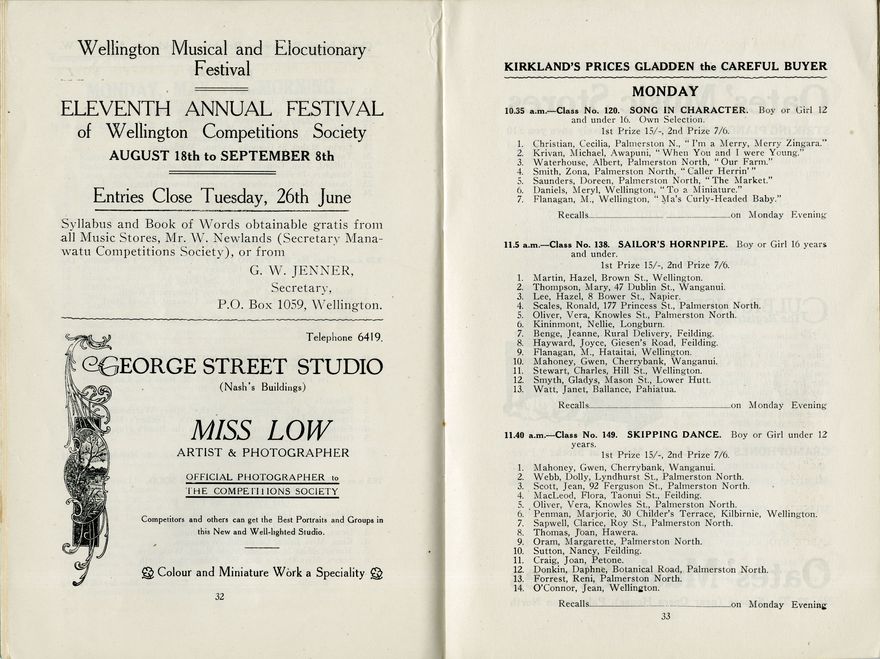 Wellington Musical and Elocutionary
Festival
ELEVENTH ANNUAL FESTIVAL
of Wellington Competitions Society
AUGUST 18th to SEPTEMBER 8th
Entries Close Tuesday, 26th June
Syllabus and Book of Words obtainable gratis from
all Music Stores, Mr. W. Newlands (Secretary Mana-
watu Competitions Society), or from
G. W. JENNER,
Secretary,
P.O. Box 1059, Wellington.
Telephone 6419.
GEORGE STREET STUDIO
(Nash's Buildings)
MISS LOW
ARTIST & PHOTOGRAPHER
OFFICIAL PHOTOGRAPHER to
THE COMPETITIONS SOCIETY
Competitors and others can get the Best Portraits and Groups in
this New and Well-lighted Studio.
Colour and Miniature Work a Speciality
32
KIRKLAND'S PRICES GLADDEN the CAREFUL BUYER
MONDAY
10.35 a.m.—Class No. 120. SONG IN CHARACTER. Boy or Girl 12
and under 16. Own Selection.
1st Prize 15/-, 2nd Prize 7/6.
1. Christian, Cecilia, Palmerston N., "I'm a Merry, Merry Zingara."
2. Krivan, Michael, Awapuni, "When You and I were Young."
3. Waterhouse, Albert, Palmerston North, "Our Farm."
4. Smith, Zona, Palmerston North, "Caller Herrin'"
5. Saunders, Doreen, Palmerston North, "The Market."
6. Daniels, Meryl, Wellington, "To a Miniature."
7. Flanagan, M., Wellington, "Ma's Curly-Headed Baby."
Recalls on Monday Evening
11.5 a.m.—Class No. 138. SAILOR'S HORNPIPE. Boy or Girl 16 years
and under.
1st Prize 15/-, 2nd Prize 7/6.
1. Martin, Hazel, Brown St., Wellington.
2. Thompson, Mary, 47 Dublin St., Wanganui.
3. Lee, Hazel, 8 Bower St., Napier.
4. Scales, Ronald, 177 Princess St., Palmerston North.
5. Oliver, Vera, Knowles St., Palmerston North.
6. Kininmont, Nellie, Longburn.
7. Benge, Jeanne, Rural Delivery, Feilding.
8. Hayward, Joyce, Giesen's Road, Feilding.
9. Flanagan, M., Hataitai, Wellington.
10. Mahoney, Gwen, Cherrybank, Wanganui.
11. Stewart, Charles, Hill St., Wellington.
12. Smyth, Gladys, Mason St., Lower Hutt.
13. Watt, Janet, Ballance, Pahiatua.
Recalls on Monday Evening
11.40 a.m.—Class No. 149. SKIPPING DANCE. Boy or Girl under 12
years.
1st Prize 15/-, 2nd Prize 7/6.
1. Mahoney, Gwen, Cherrybank, Wanganui.
2. Webb, Dolly, Lyndhurst St., Palmerston North.
3. Scott, Jean, 92 Ferguson St., Palmerston North.
4. MacLeod, Flora, Taonui St., Feilding.
5. Oliver, Vera, Knowles St., Palmerston North.
6. Penman, Marjorie, 30 Childer's Terrace, Kilbirnie, Wellington.
7. Sapwell, Clarice, Roy St., Palmerston North.
8. Thomas, Joan, Hawera.
9. Oram, Margarette, Palmerston North.
10. Sutton, Nancy, Feilding.
11. Craig, Joan, Petone.
12. Donkin, Daphne, Botanical Road, Palmerston North.
13. Forrest, Reni, Palmerston North.
14. O'Connor, Jean, Wellington.
Recalls on Monday Evening
33